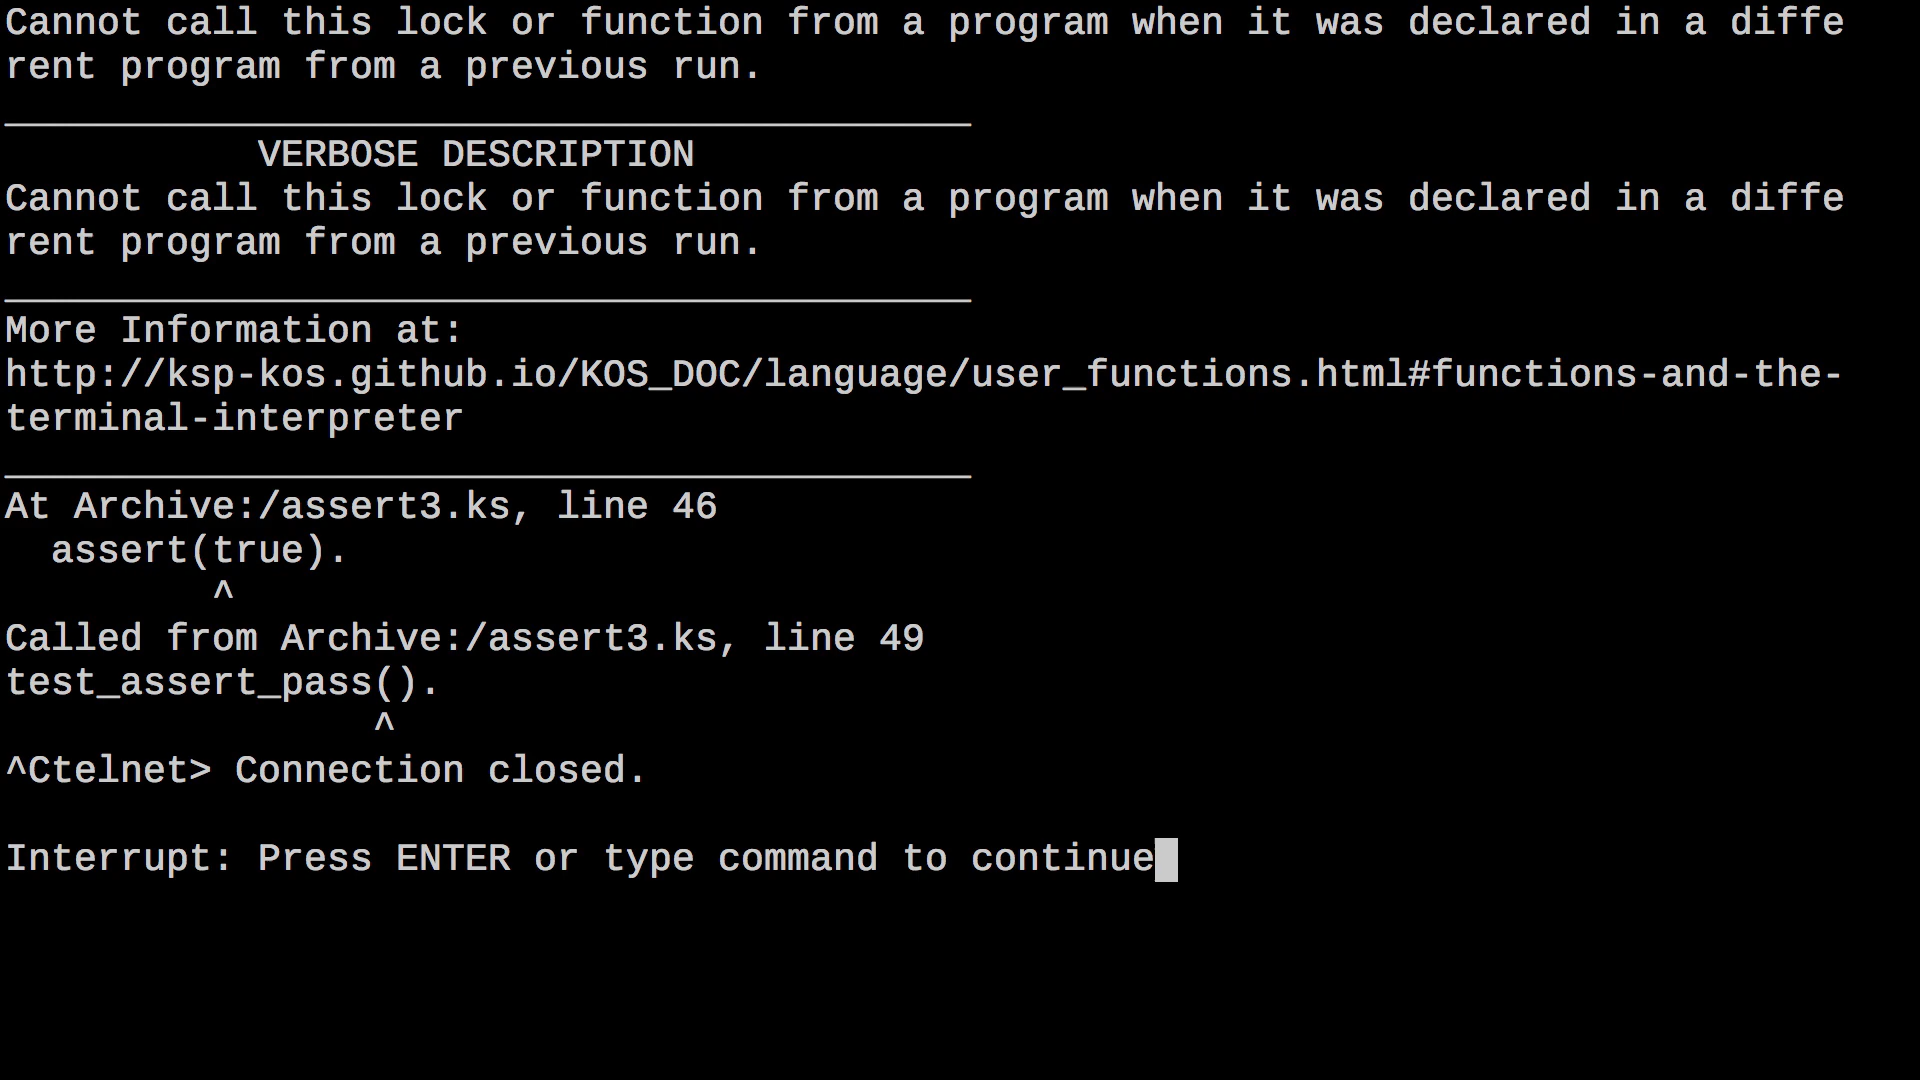 Cannot call this lock or function from a program when it was declared in a diffe
rent program from a previous run.
__________________________________________
           VERBOSE DESCRIPTION
Cannot call this lock or function from a program when it was declared in a diffe
rent program from a previous run.
__________________________________________
More Information at:
http://ksp-kos.github.io/KOS_DOC/language/user_functions.html#functions-and-the-
terminal-interpreter
__________________________________________
At Archive:/assert3.ks, line 46
  assert(true).
         ^
Called from Archive:/assert3.ks, line 49
test_assert_pass().
                ^
^Ctelnet> Connection closed.

Interrupt: Press ENTER or type command to continue